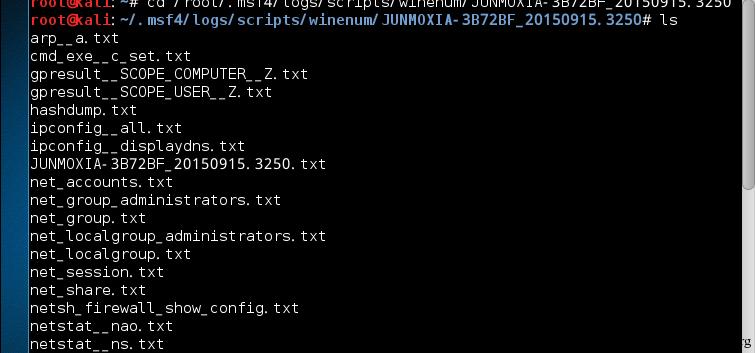 root@kali:~# cd /root/.msf4/logs/scripts/winenum/JUNMOXIA-3B72BF_20150915.3250
root@kali:~/.msf4/logs/scripts/winenum/JUNMOXIA-3B72BF_20150915.3250# ls
arp__a.txt
cmd_exe__c_set.txt
gpresult__SCOPE_COMPUTER__Z.txt
gpresult__SCOPE_USER__Z.txt
hashdump.txt
ipconfig__all.txt
ipconfig__displaydns.txt
JUNMOXIA-3B72BF_20150915.3250.txt
net_accounts.txt
net_group_administrators.txt
net_group.txt
net_localgroup_administrators.txt
net_localgroup.txt
net_session.txt
net_share.txt
netsh_firewall_show_config.txt
netstat__nao.txt
netstat__ns.txt